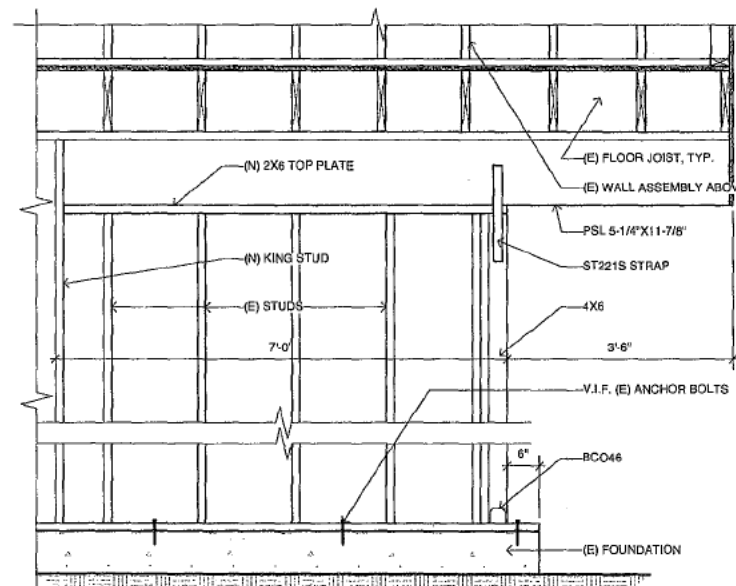 (E) FLOOR JOIST, TYP.
(N) 2X6 TOP PLATE
(E) WALL ASSEMBLY ABOV
PSL 5-1/4"X11-7/8"
(N) KING STUD
ST221S STRAP
(E) STUDS
4X6
7'-0'
3'-6"
V.I.F. (E) ANCHOR BOLTS
6"
BCO46
(E) FOUNDATION